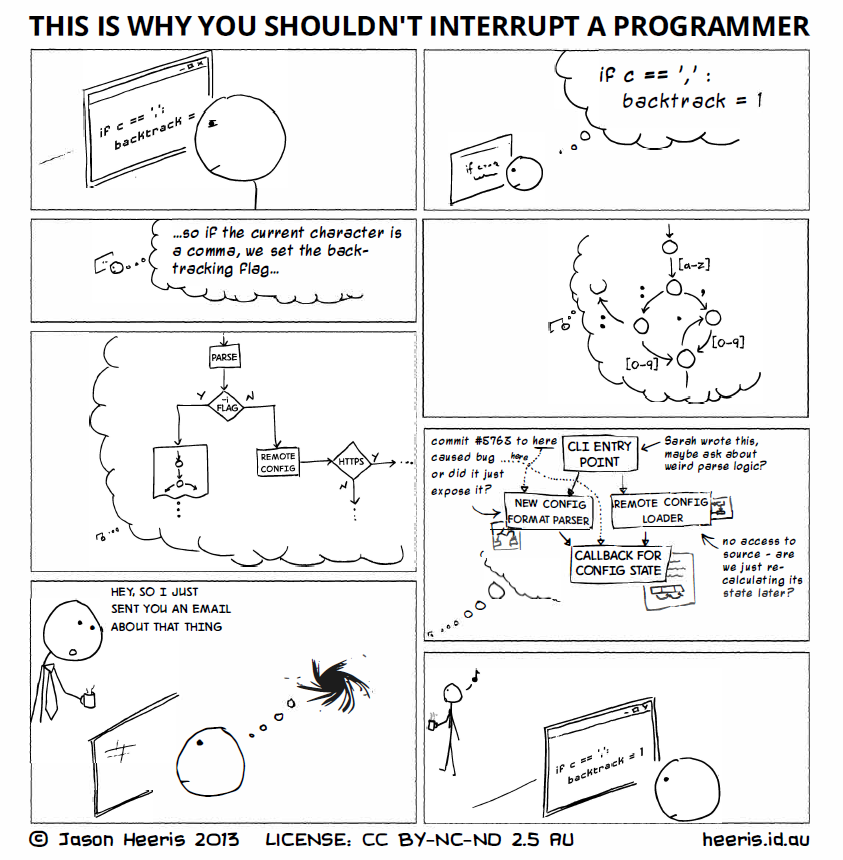 THIS IS WHY YOU SHOULDN'T INTERRUPT A PROGRAMMER
if c == ',':
backtrack =
if c == ',' :
backtrack = 1
...so if the current character is
a comma, we set the back-
tracking flag...
[a-z]
:
,
.
:
[0-9]
[0-9]
PARSE
Y
N
-i
FLAG
REMOTE
CONFIG
HTTPS
Y
N
commit #5763 to here
caused bug ...here
or did it just
expose it?
CLI ENTRY
POINT
Sarah wrote this,
maybe ask about
weird parse logic?
NEW CONFIG
FORMAT PARSER
REMOTE CONFIG
LOADER
CALLBACK FOR
CONFIG STATE
no access to
source - are
we just re-
calculating its
state later?
HEY, SO I JUST
SENT YOU AN EMAIL
ABOUT THAT THING
if c == ',':
backtrack = 1
© Jason Heeris 2013 LICENSE: CC BY-NC-ND 2.5 AU heeris.id.au